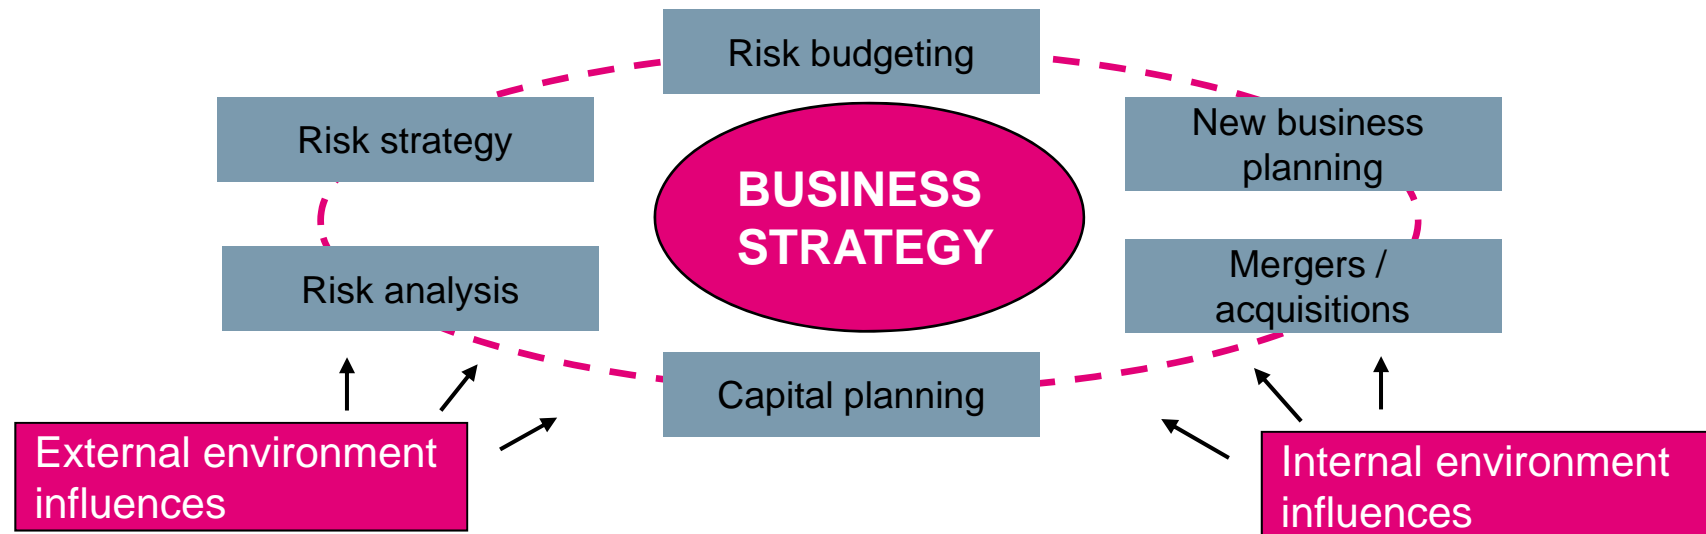 Risk budgeting
Risk strategy
New business
planning
BUSINESS
STRATEGY
Risk analysis
Mergers /
acquisitions
Capital planning
External environment
influences
Internal environment
influences